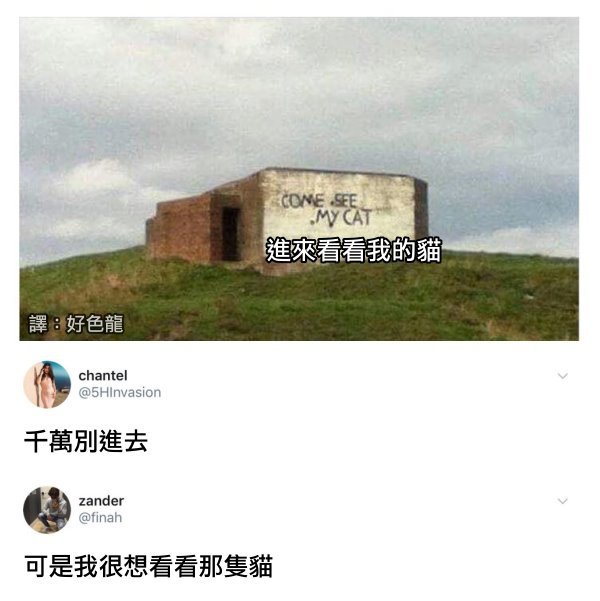 COME SEE
MY CAT
進來看看我的貓
譯：好色龍
chantel
@5HInvasion
千萬別進去
zander
@finah
可是我很想看看那隻貓